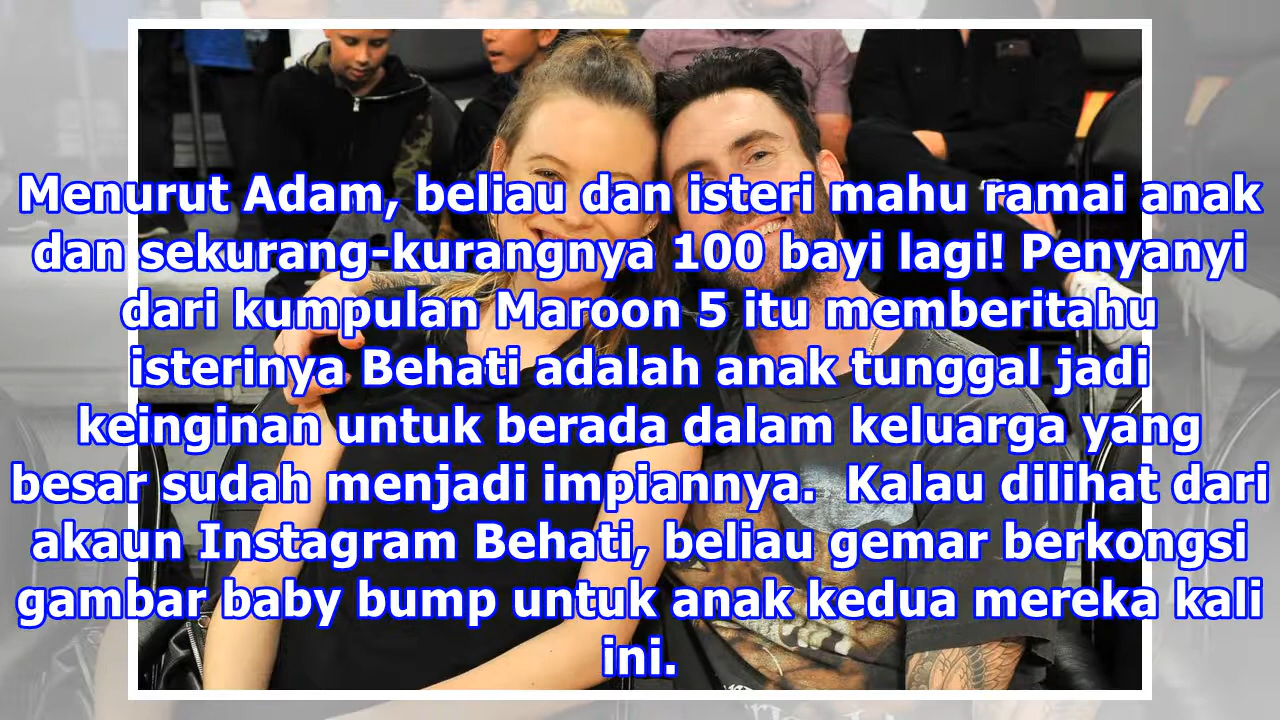 Menurut Adam, beliau dan isteri mahu ramai anak
dan sekurang-kurangnya 100 bayi lagi! Penyanyi
dari kumpulan Maroon 5 itu memberitahu
isterinya Behati adalah anak tunggal jadi
keinginan untuk berada dalam keluarga yang
besar sudah menjadi impiannya.  Kalau dilihat dari
akaun Instagram Behati, beliau gemar berkongsi
gambar baby bump untuk anak kedua mereka kali
ini.